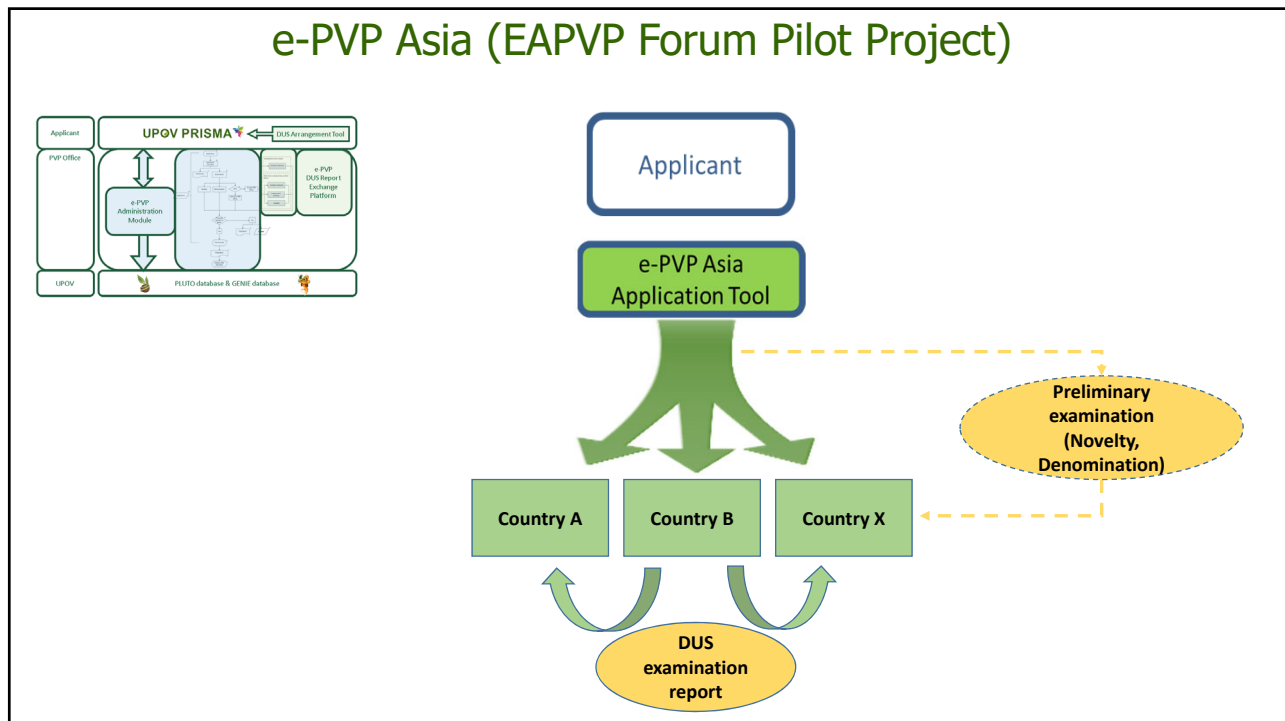 e-PVP Asia (EAPVP Forum Pilot Project)
Applicant
UPOV PRISMA
DUS Arrangement Tool
PVP Office
e-PVP
Administration
Module
e-PVP
DUS Report
Exchange
Platform
UPOV
PLUTO database & GENIE database
Applicant
e-PVP Asia
Application Tool
Preliminary
examination
(Novelty,
Denomination)
Country A
Country B
Country X
DUS
examination
report